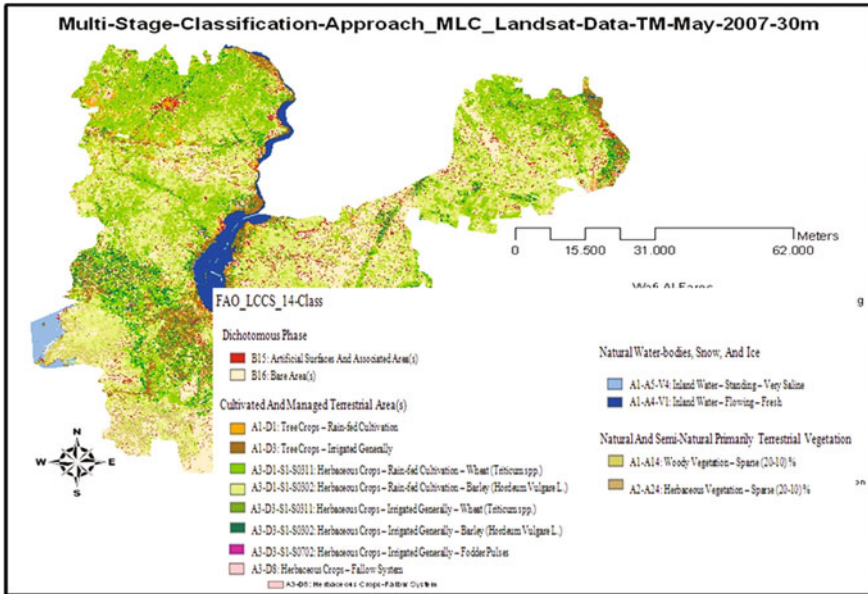 Multi-Stage-Classification-Approach_MLC_Landsat-Data-TM-May-2007-30m
Meters
0 15.500 31.000 62.000
g
FAO_LCCS_14-Class
Dichotomous Phase
B15: Artificial Surfaces And Associated Area(s)
B16: Bare Area(s)
Cultivated And Managed Terrestrial Area(s)
A1-D1: Tree Crops – Rain-fed Cultivation
A1-D3: Tree Crops – Irrigated Generally
A3-D1-S1-S0311: Herbaceous Crops – Rain-fed Cultivation – Wheat (Triticum spp.)
A3-D1-S1-S0302: Herbaceous Crops – Rain-fed Cultivation – Barley (Hordeum Vulgare L.)
A3-D3-S1-S0311: Herbaceous Crops – Irrigated Generally – Wheat (Triticum spp.)
A3-D3-S1-S0302: Herbaceous Crops – Irrigated Generally – Barley (Hordeum Vulgare L.)
A3-D3-S1-S0702: Herbaceous Crops – Irrigated Generally – Fodder Pulses
A3-D8: Herbaceous Crops – Fallow System
A3-D8: Herbaceous Crops-Fallow System
Natural Water-bodies, Snow, And Ice
A1-A5-V4: Inland Water – Standing – Very Saline
A1-A4-V1: Inland Water – Flowing – Fresh
Natural And Semi-Natural Primarily Terrestrial Vegetation
A1-A14: Woody Vegetation – Sparse (20-10) %
A2-A24: Herbaceous Vegetation – Sparse (20-10) %
on
N
W E
S